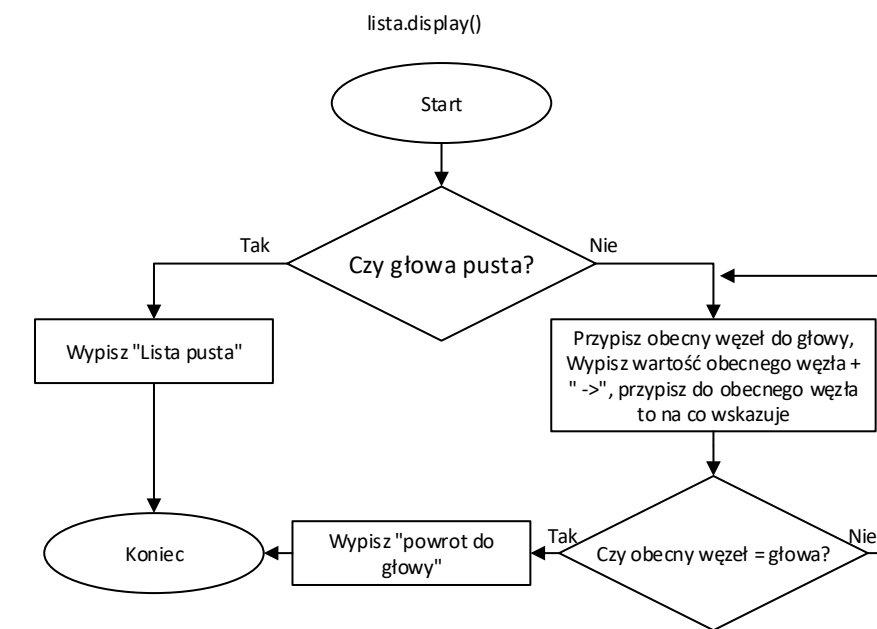 lista.display()
Start
Czy głowa pusta?
Tak
Nie
Wypisz "Lista pusta"
Przypisz obecny węzeł do głowy,
Wypisz wartość obecnego węzła +
" ->", przypisz do obecnego węzła
to na co wskazuje
Czy obecny węzeł = głowa?
Tak
Nie
Wypisz "powrot do
głowy"
Koniec